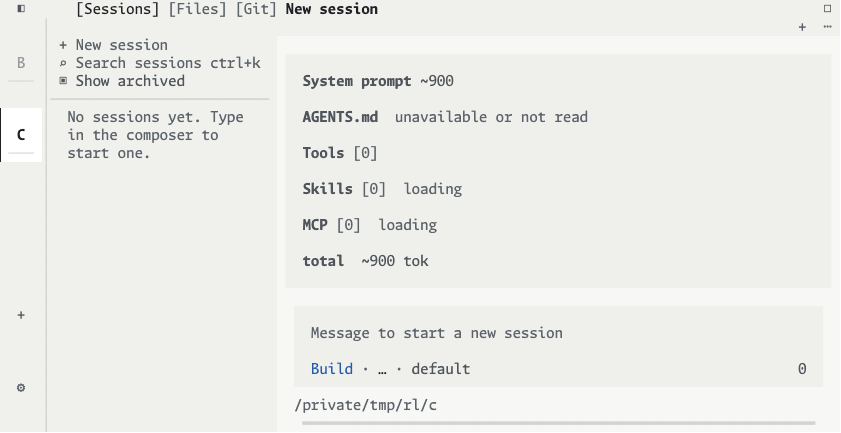 [Sessions] [Files] [Git] New session
+ …
+ New session
Search sessions ctrl+k
Show archived
No sessions yet. Type
in the composer to
start one.
B
C
+
System prompt ~900
AGENTS.md unavailable or not read
Tools [0]
Skills [0] loading
MCP [0] loading
total ~900 tok
Message to start a new session
Build · … · default 0
/private/tmp/rl/c